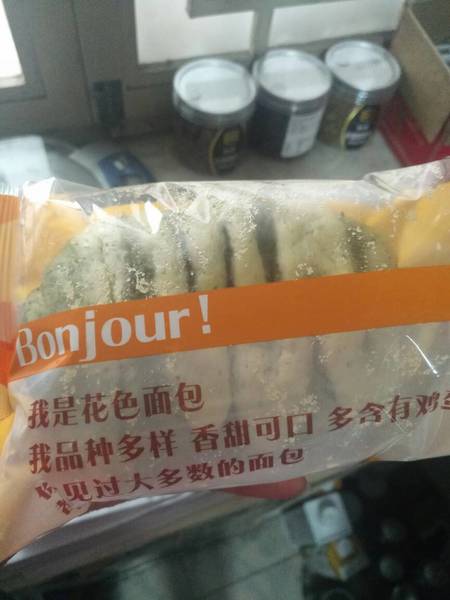 Bonjour!
我是花色面包
我品种多样 香甜可口 多含有鸡
见过大多数的面包